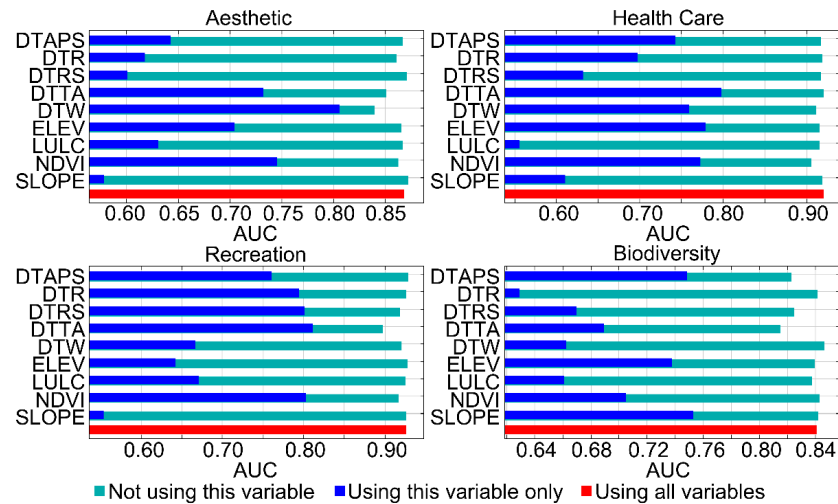 Aesthetic
DTAPS
DTR
DTRS
DTTA
DTW
ELEV
LULC
NDVI
SLOPE
0.60 0.65 0.70 0.75 0.80 0.85
AUC
Health Care
DTAPS
DTR
DTRS
DTTA
DTW
ELEV
LULC
NDVI
SLOPE
0.60 0.70 0.80 0.90
AUC
Recreation
DTAPS
DTR
DTRS
DTTA
DTW
ELEV
LULC
NDVI
SLOPE
0.60 0.70 0.80 0.90
AUC
Biodiversity
DTAPS
DTR
DTRS
DTTA
DTW
ELEV
LULC
NDVI
SLOPE
0.64 0.68 0.72 0.76 0.80 0.84
AUC
Not using this variable Using this variable only Using all variables